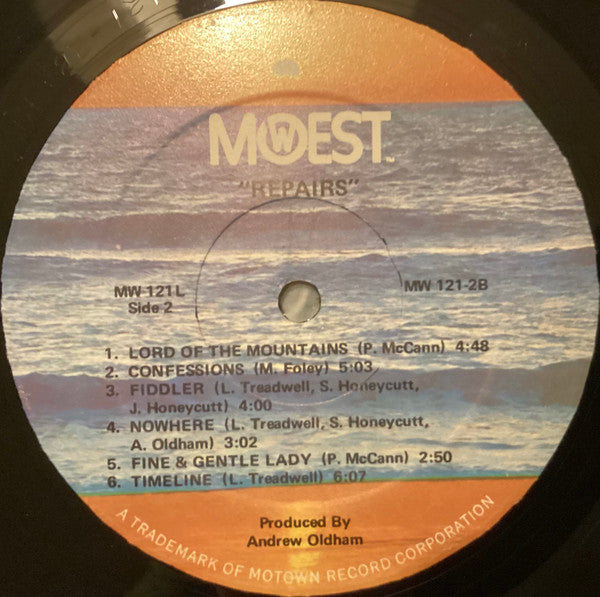 MOWEST TM
"REPAIRS"
MW 121 L
Side 2
MW 121-2B
1. LORD OF THE MOUNTAINS (P. McCann) 4:48
2. CONFESSIONS (M. Foley) 5:03
3. FIDDLER (L. Treadwell, S. Honeycutt,
J. Honeycutt) 4:00
4. NOWHERE (L. Treadwell, S. Honeycutt,
A. Oldham) 3:02
5. FINE & GENTLE LADY (P. McCann) 2:50
6. TIMELINE (L. Treadwell) 6:07
Produced By
Andrew Oldham
A TRADEMARK OF MOTOWN RECORD CORPORATION